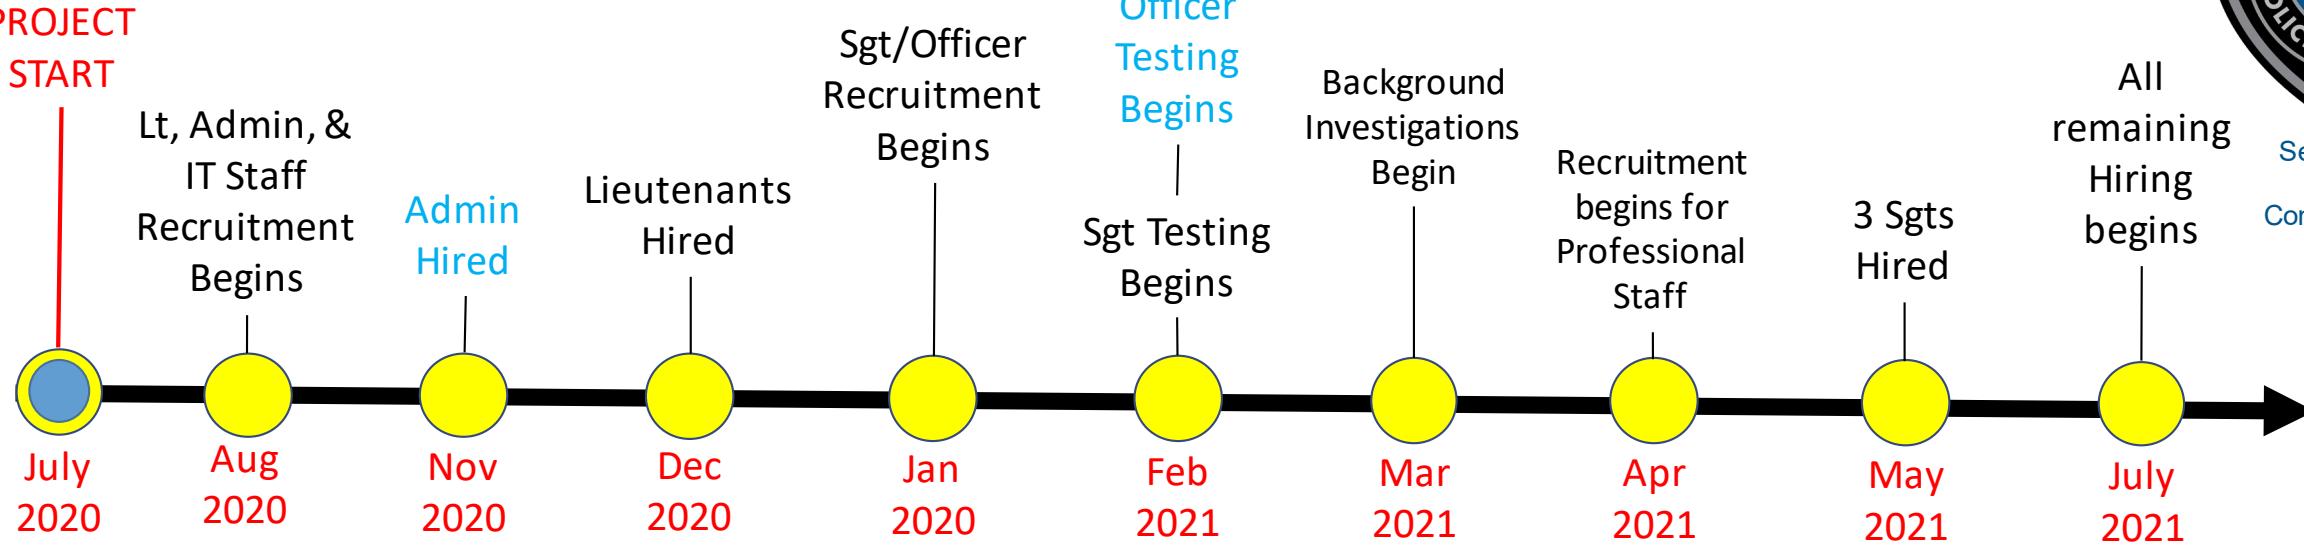 PROJECT
START
Lt, Admin, &
IT Staff
Recruitment
Begins
Admin
Hired
Lieutenants
Hired
Sgt/Officer
Recruitment
Begins
Officer
Testing
Begins
Sgt Testing
Begins
Background
Investigations
Begin
Recruitment
begins for
Professional
Staff
3 Sgts
Hired
All
remaining
Hiring
begins
July
2020
Aug
2020
Nov
2020
Dec
2020
Jan
2020
Feb
2021
Mar
2021
Apr
2021
May
2021
July
2021